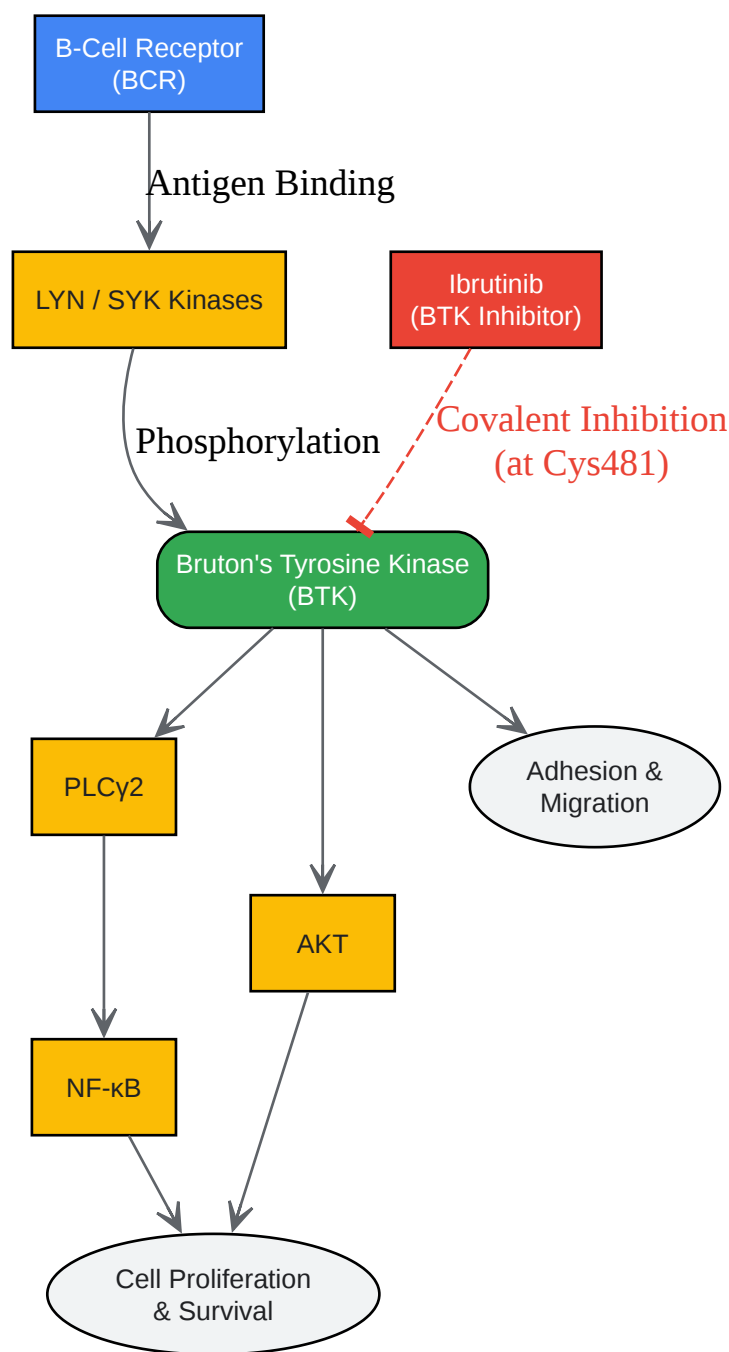 B-Cell Receptor
(BCR)
Antigen Binding
LYN / SYK Kinases
Ibrutinib
(BTK Inhibitor)
Phosphorylation
Covalent Inhibition
(at Cys481)
Bruton's Tyrosine Kinase
(BTK)
PLCγ2
Adhesion &
Migration
AKT
NF-κB
Cell Proliferation
& Survival